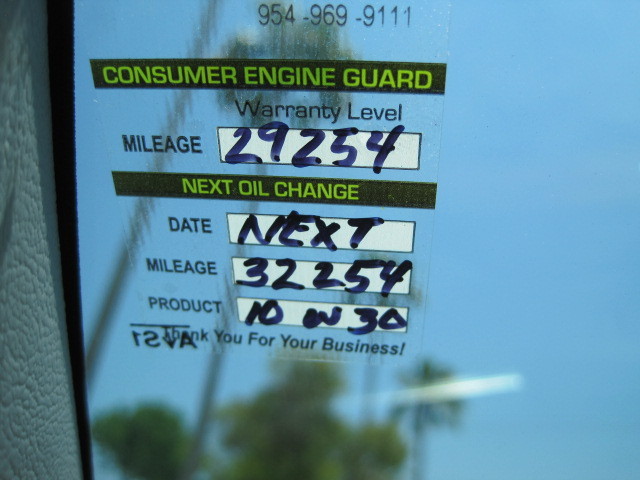 954-969-9111
CONSUMER ENGINE GUARD
Warranty Level
MILEAGE 29254
NEXT OIL CHANGE
DATE NEXT
MILEAGE 32254
PRODUCT 10 W 30
Thank You For Your Business!